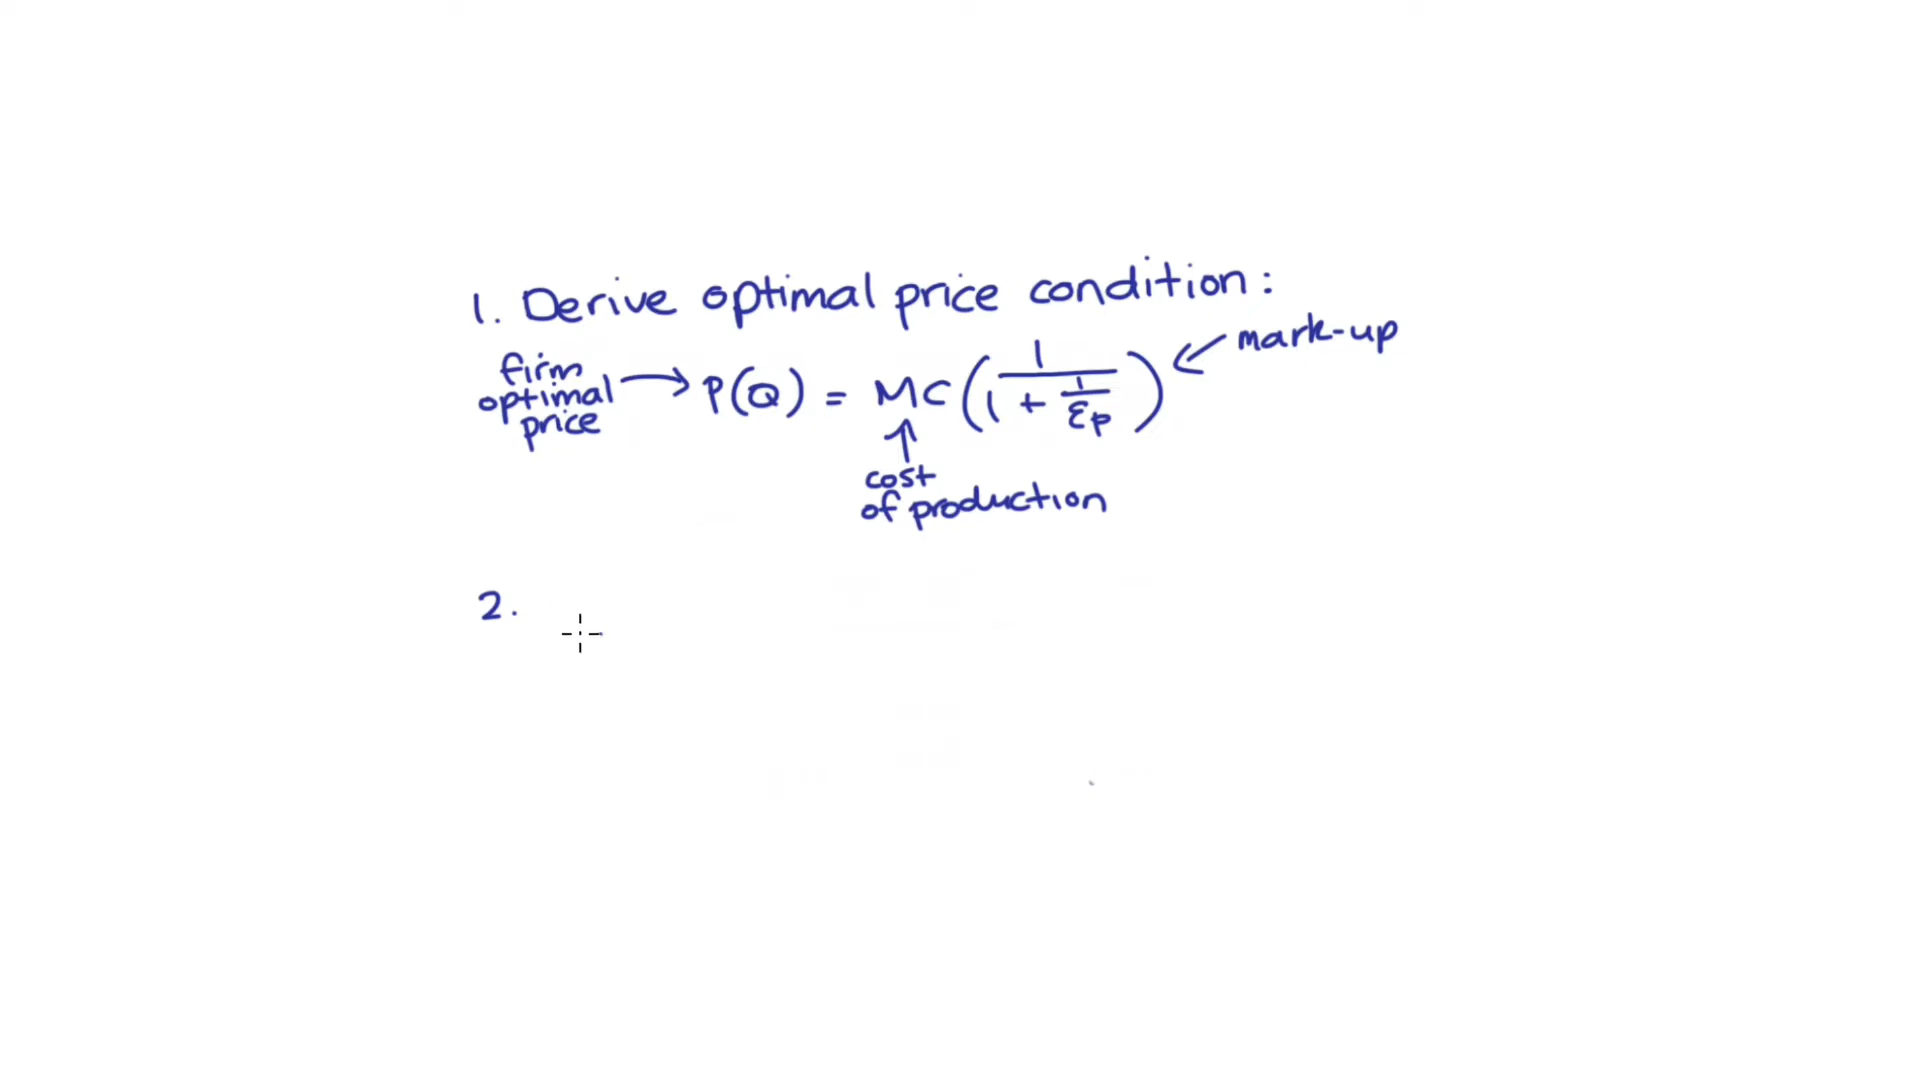 1. Derive optimal price condition:
mark-up
firm
optimal
price
P(Q) = MC (1 / (1 + 1/εp))
cost
of production
2.